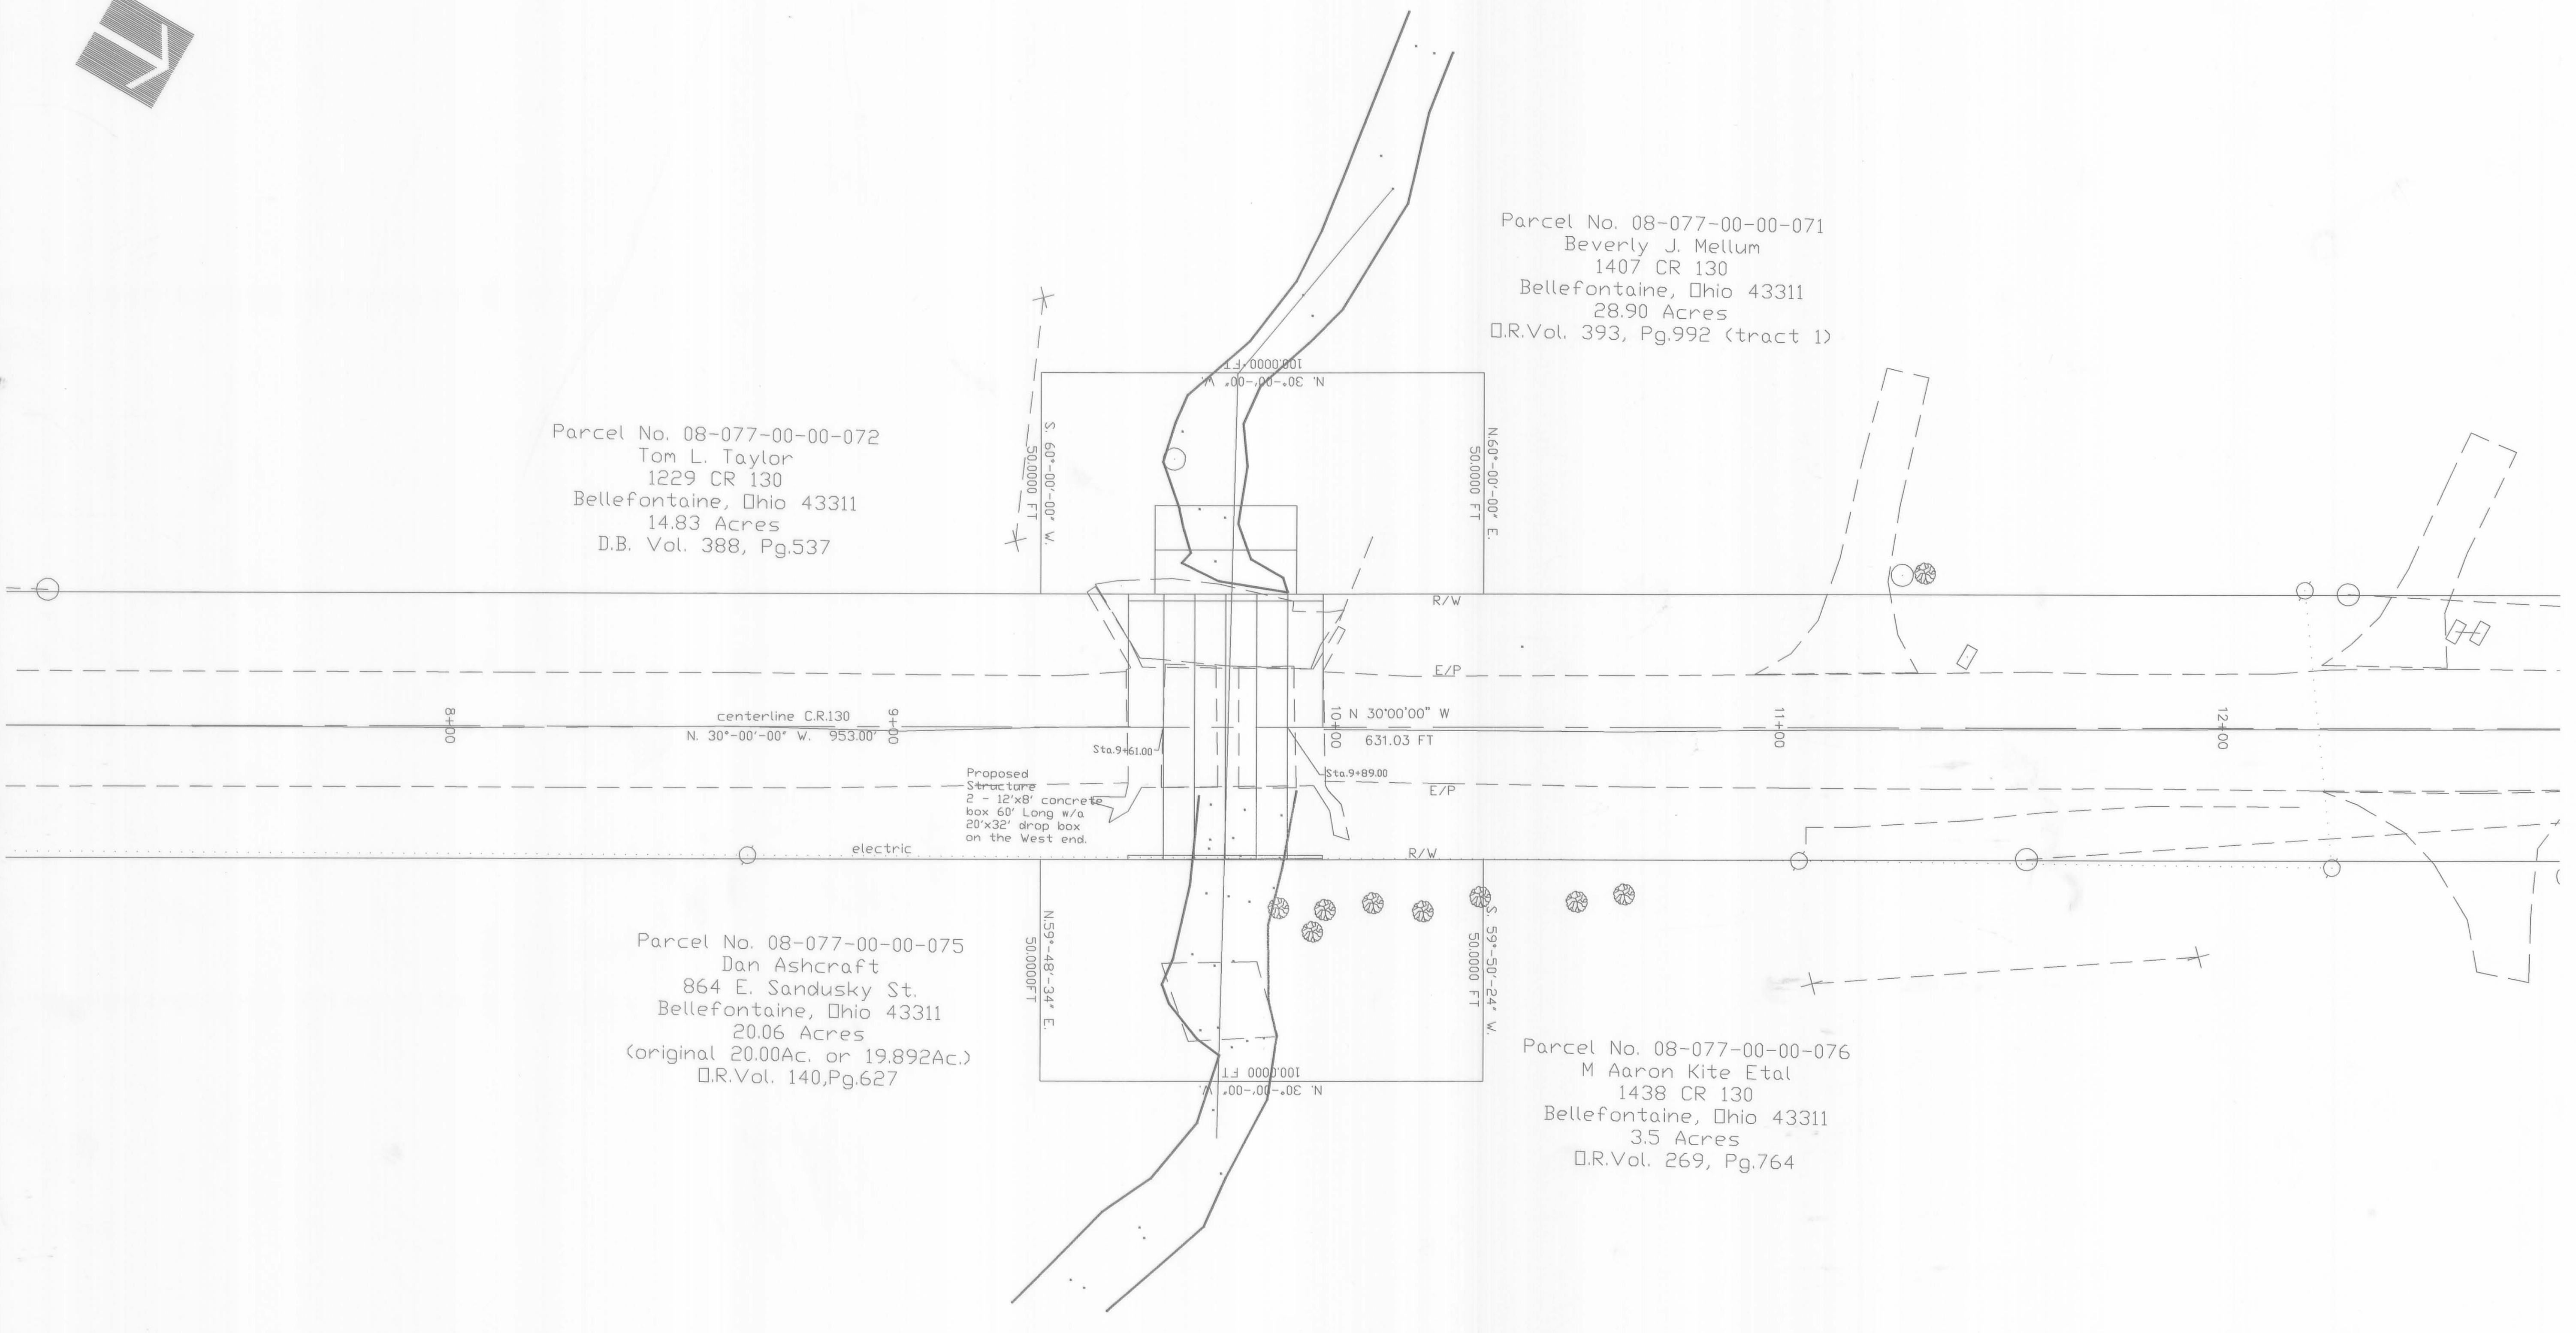 Parcel No. 08-077-00-00-071
Beverly J. Mellum
1407 CR 130
Bellefontaine, Ohio 43311
28.90 Acres
O.R.Vol. 393, Pg.992 (tract 1)
100.0000 FT
N. 30°-00'-00" W.
Parcel No. 08-077-00-00-072
Tom L. Taylor
1229 CR 130
Bellefontaine, Ohio 43311
14.83 Acres
D.B. Vol. 388, Pg.537
S. 60°-00'-00" W.
50.0000 FT
N.60°-00'-00" E.
50.0000 FT
R/W
E/P
8+00
centerline C.R.130
N. 30°-00'-00" W. 953.00'
9+00
10+00
N 30°00'00" W
631.03 FT
11+00
12+00
Sta.9+61.00
Sta.9+89.00
Proposed
Structure
2 - 12'x8' concrete
box 60' Long w/a
20'x32' drop box
on the West end.
E/P
electric
R/W
N.59°-48'-34" E.
50.0000FT
S. 59°-50'-24" W.
50.0000 FT
Parcel No. 08-077-00-00-075
Dan Ashcraft
864 E. Sandusky St.
Bellefontaine, Ohio 43311
20.06 Acres
(original 20.00Ac. or 19.892Ac.)
O.R.Vol. 140,Pg.627
100.0000 FT
N. 30°-00'-00" W.
Parcel No. 08-077-00-00-076
M Aaron Kite Etal
1438 CR 130
Bellefontaine, Ohio 43311
3.5 Acres
O.R.Vol. 269, Pg.764